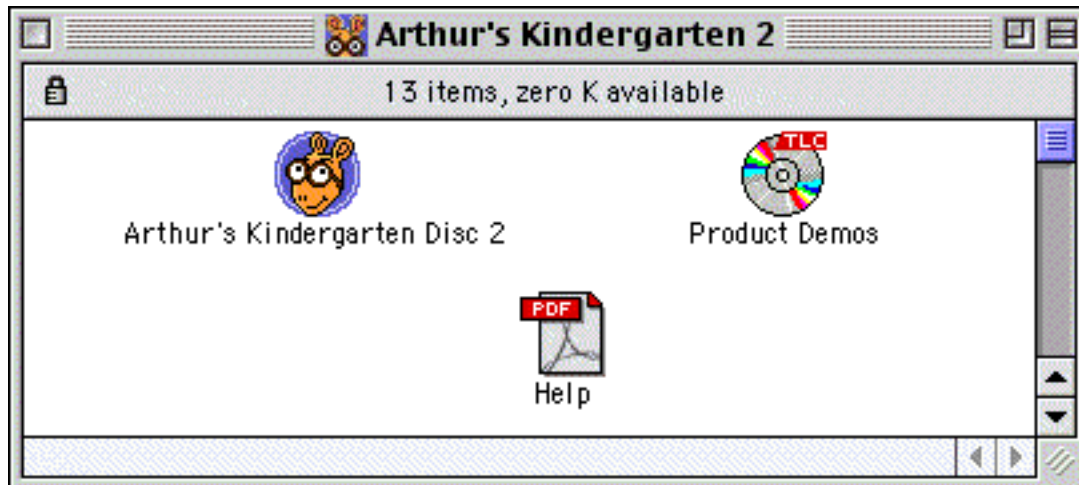 Arthur's Kindergarten 2
13 items, zero K available
TLC
Arthur's Kindergarten Disc 2
Product Demos
PDF
Help